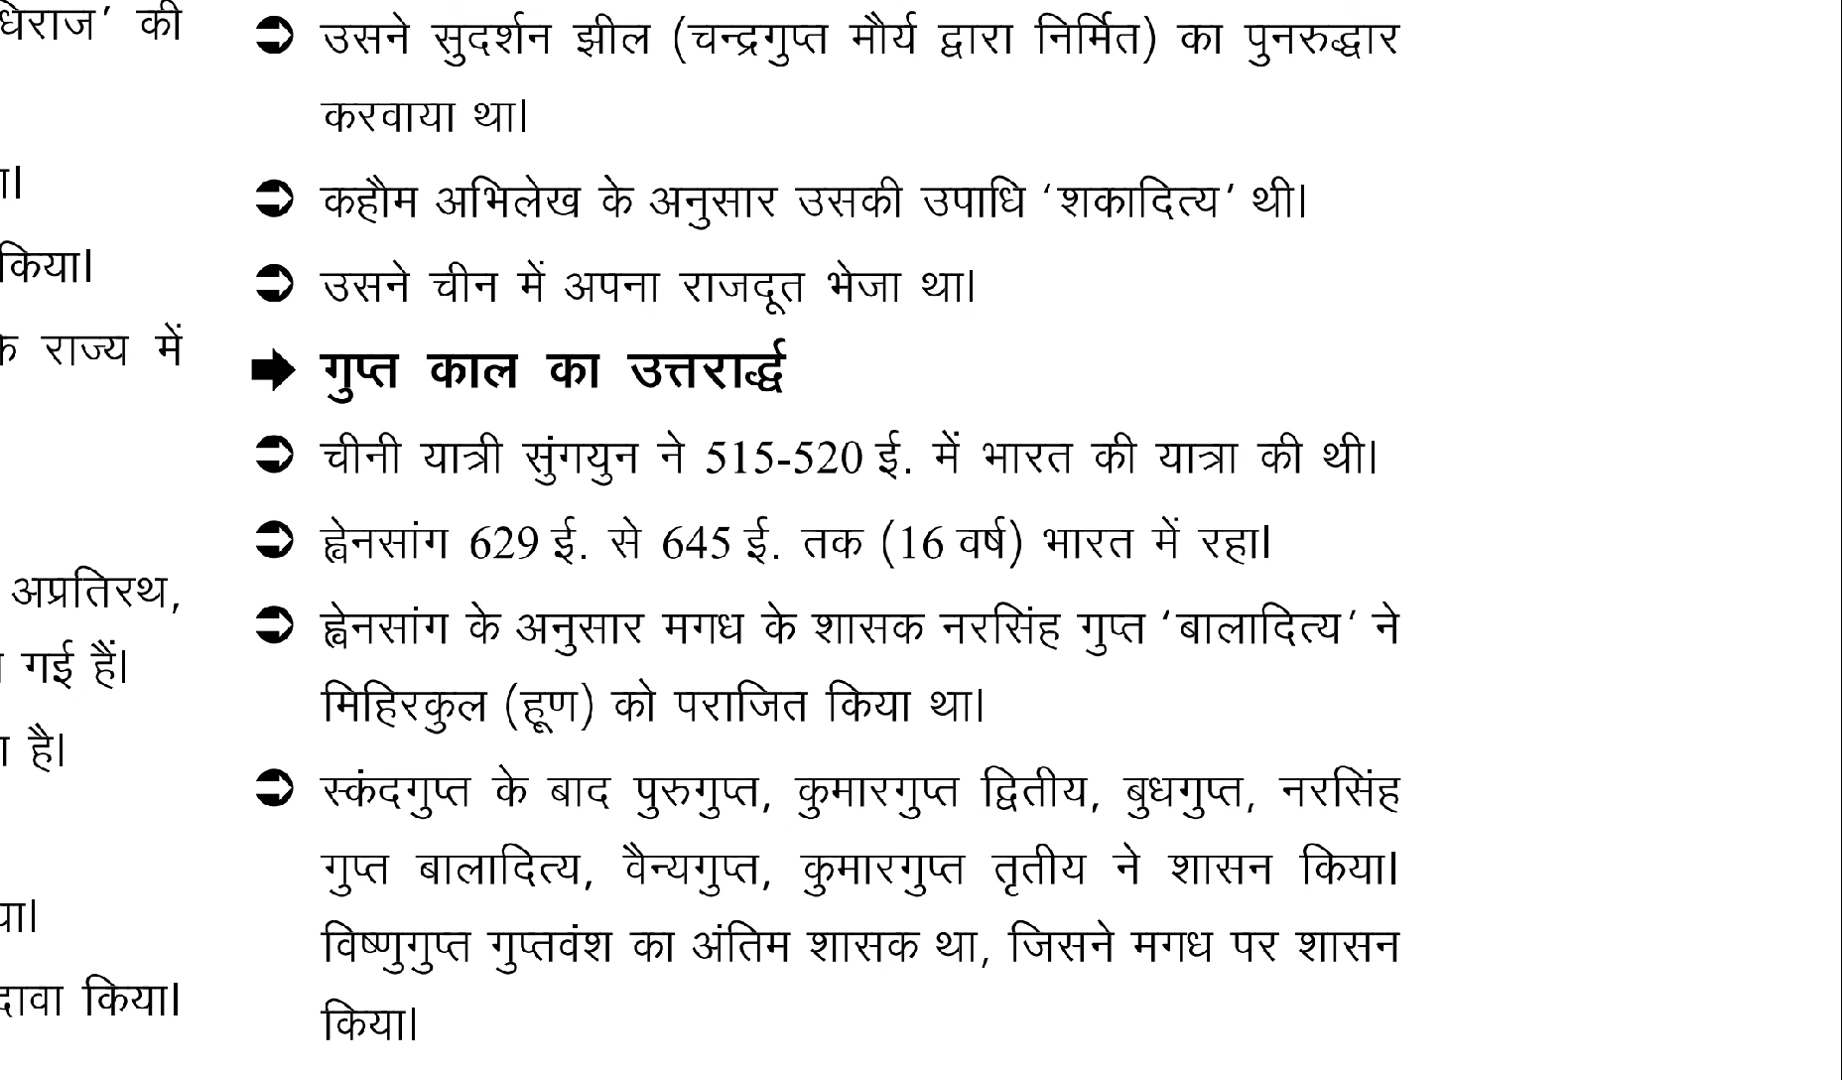 की
किया।
राज्य में
अप्रतिरथ,
गई हैं।
है।
किया।
उसने सुदर्शन झील (चन्द्रगुप्त मौर्य द्वारा निर्मित) का पुनरुद्धार
करवाया था।
कहौम अभिलेख के अनुसार उसकी उपाधि ‘शकादित्य’ थी।
उसने चीन में अपना राजदूत भेजा था।
गुप्त काल का उत्तरार्द्ध
चीनी यात्री सुंगयुन ने 515-520 ई. में भारत की यात्रा की थी।
ह्वेनसांग 629 ई. से 645 ई. तक (16 वर्ष) भारत में रहा।
ह्वेनसांग के अनुसार मगध के शासक नरसिंह गुप्त ‘बालादित्य’ ने
मिहिरकुल (हूण) को पराजित किया था।
स्कंदगुप्त के बाद पुरुगुप्त, कुमारगुप्त द्वितीय, बुधगुप्त, नरसिंह
गुप्त बालादित्य, वैन्यगुप्त, कुमारगुप्त तृतीय ने शासन किया।
विष्णुगुप्त गुप्तवंश का अंतिम शासक था, जिसने मगध पर शासन
किया।